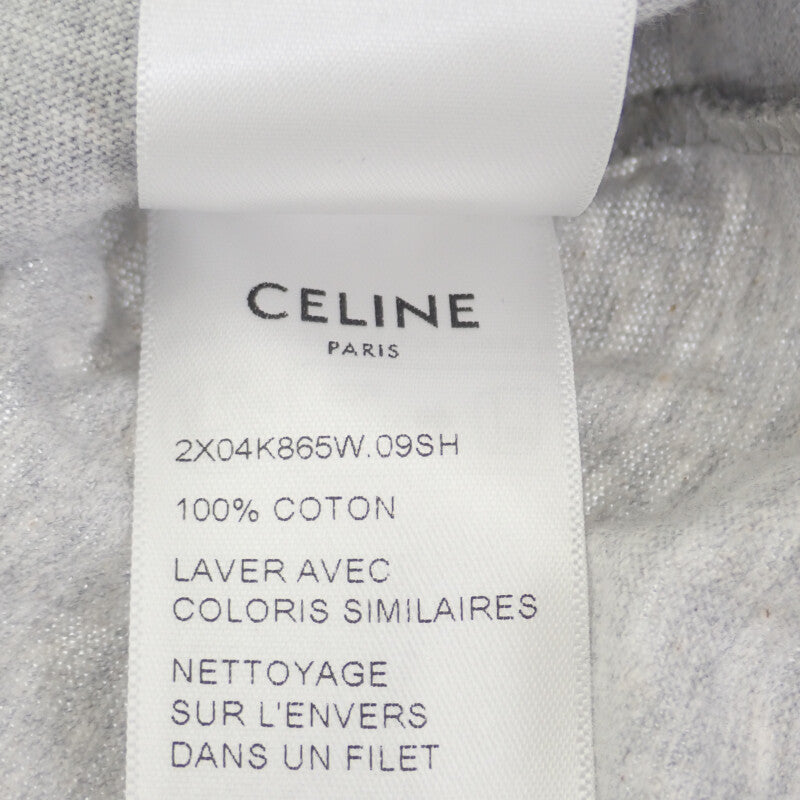 CELINE
PARIS
2X04K865W.09SH
100% COTON
LAVER AVEC
COLORIS SIMILAIRES
NETTOYAGE
SUR L'ENVERS
DANS UN FILET